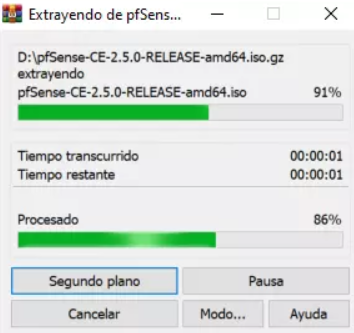 Extrayendo de pfSens...
D:\pfSense-CE-2.5.0-RELEASE-amd64.iso.gz
extrayendo
pfSense-CE-2.5.0-RELEASE-amd64.iso 91%
Tiempo transcurrido 00:00:01
Tiempo restante 00:00:01
Procesado 86%
Segundo plano Pausa
Cancelar Modo... Ayuda